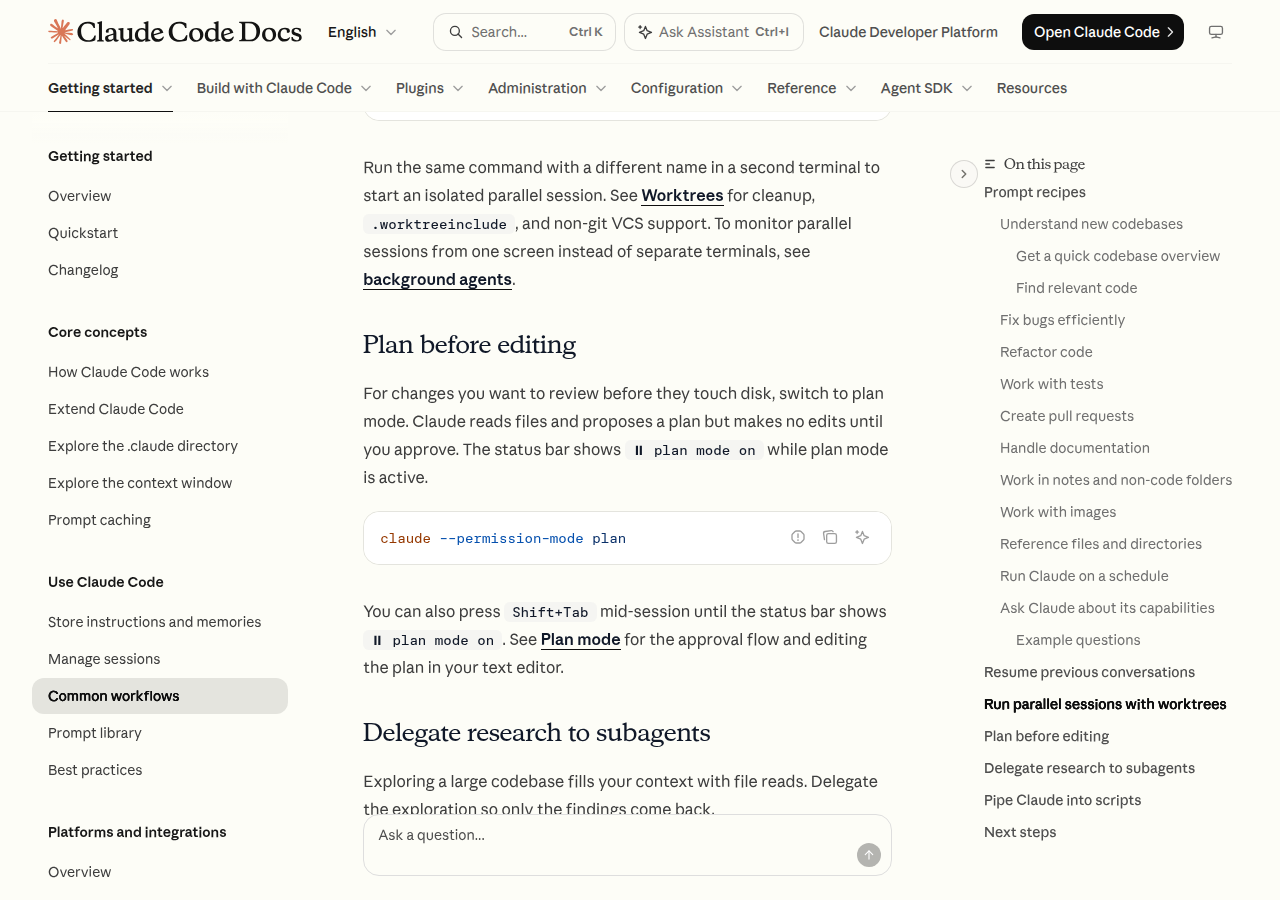 Claude Code Docs
English
Search...
Ctrl K
Ask Assistant
Ctrl+I
Claude Developer Platform
Open Claude Code
Getting started
Build with Claude Code
Plugins
Administration
Configuration
Reference
Agent SDK
Resources
Getting started
Overview
Quickstart
Changelog
Core concepts
How Claude Code works
Extend Claude Code
Explore the .claude directory
Explore the context window
Prompt caching
Use Claude Code
Store instructions and memories
Manage sessions
Common workflows
Prompt library
Best practices
Platforms and integrations
Overview
Run the same command with a different name in a second terminal to
start an isolated parallel session. See Worktrees for cleanup,
.worktreeinclude, and non-git VCS support. To monitor parallel
sessions from one screen instead of separate terminals, see
background agents.
Plan before editing
For changes you want to review before they touch disk, switch to plan
mode. Claude reads files and proposes a plan but makes no edits until
you approve. The status bar shows ⏸ plan mode on while plan mode
is active.
claude --permission-mode plan
You can also press Shift+Tab mid-session until the status bar shows
⏸ plan mode on. See Plan mode for the approval flow and editing
the plan in your text editor.
Delegate research to subagents
Exploring a large codebase fills your context with file reads. Delegate
the exploration so only the findings come back.
Ask a question...
On this page
Prompt recipes
Understand new codebases
Get a quick codebase overview
Find relevant code
Fix bugs efficiently
Refactor code
Work with tests
Create pull requests
Handle documentation
Work in notes and non-code folders
Work with images
Reference files and directories
Run Claude on a schedule
Ask Claude about its capabilities
Example questions
Resume previous conversations
Run parallel sessions with worktrees
Plan before editing
Delegate research to subagents
Pipe Claude into scripts
Next steps